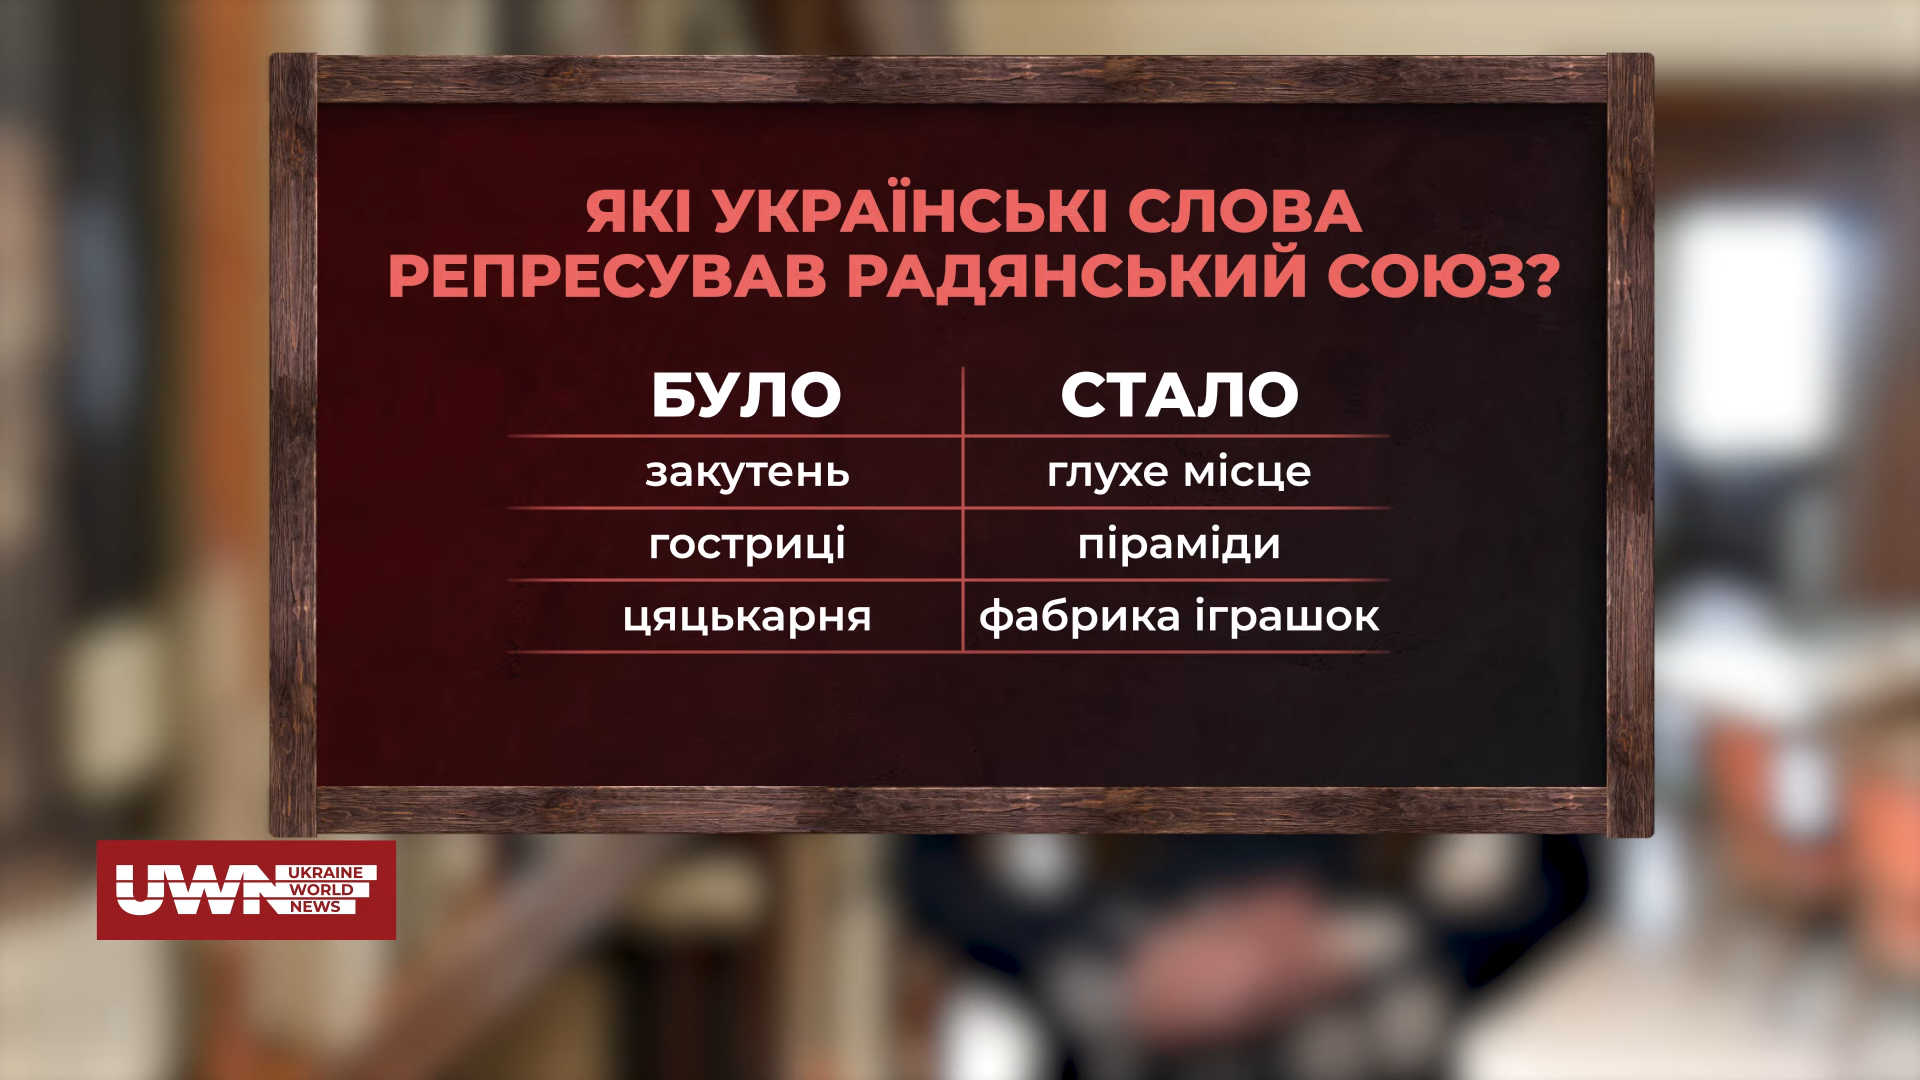 ЯКІ УКРАЇНСЬКІ СЛОВА
РЕПРЕСУВАВ РАДЯНСЬКИЙ СОЮЗ?
БУЛО СТАЛО
закутень глухе місце
гостриці піраміди
цяцькарня фабрика іграшок
UWN UKRAINE
WORLD
NEWS